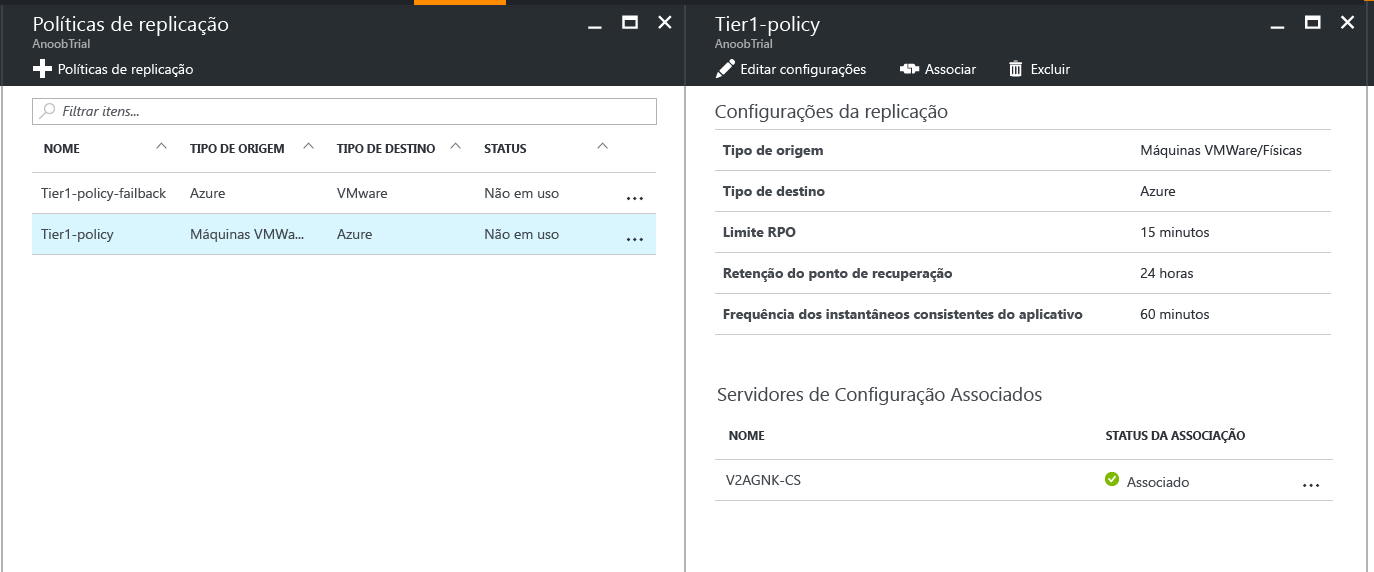 Políticas de replicação
AnoobTrial
Políticas de replicação
Filtrar itens...
NOME TIPO DE ORIGEM TIPO DE DESTINO STATUS
Tier1-policy-failback Azure VMware Não em uso ...
Tier1-policy Máquinas VMWa... Azure Não em uso ...
Tier1-policy
AnoobTrial
Editar configurações Associar Excluir
Configurações da replicação
Tipo de origem Máquinas VMWare/Físicas
Tipo de destino Azure
Limite RPO 15 minutos
Retenção do ponto de recuperação 24 horas
Frequência dos instantâneos consistentes do aplicativo 60 minutos
Servidores de Configuração Associados
NOME STATUS DA ASSOCIAÇÃO
V2AGNK-CS Associado ...